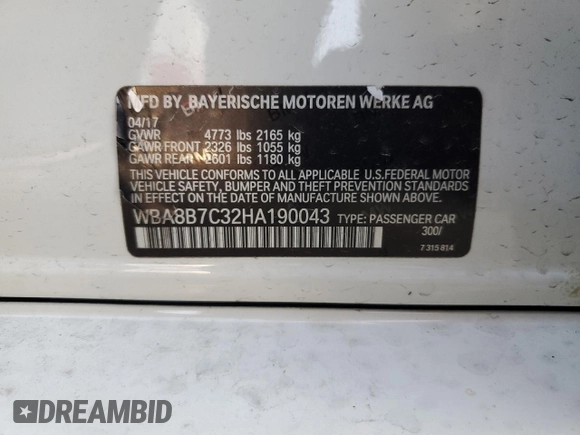 MFD BY BAYERISCHE MOTOREN WERKE AG
04/17
GVWR 4773 lbs 2165 kg
GAWR FRONT 2326 lbs 1055 kg
GAWR REAR 2601 lbs 1180 kg
THIS VEHICLE CONFORMS TO ALL APPLICABLE U.S.FEDERAL MOTOR
VEHICLE SAFETY, BUMPER, AND THEFT PREVENTION STANDARDS
IN EFFECT ON THE DATE OF MANUFACTURE SHOWN ABOVE.
WBA8B7C32HA190043 TYPE: PASSENGER CAR
300/
7 315 814
DREAMBID